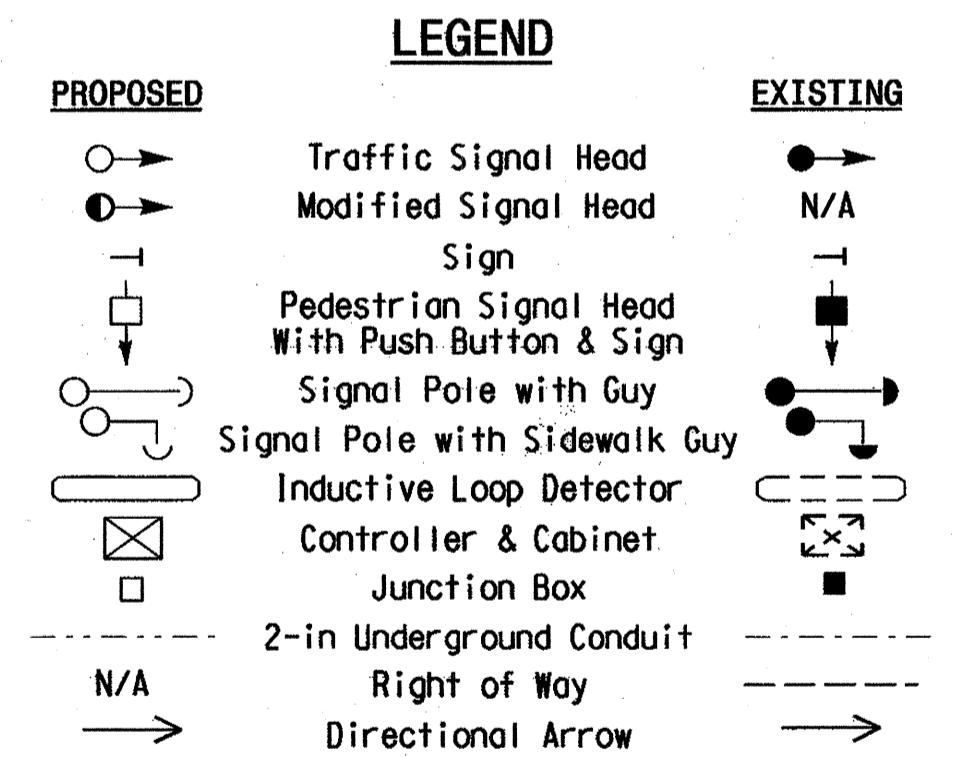 LEGEND
PROPOSED EXISTING
Traffic Signal Head
Modified Signal Head N/A
Sign
Pedestrian Signal Head
With Push Button & Sign
Signal Pole with Guy
Signal Pole with Sidewalk Guy
Inductive Loop Detector
Controller & Cabinet
Junction Box
2-in Underground Conduit
N/A Right of Way
Directional Arrow